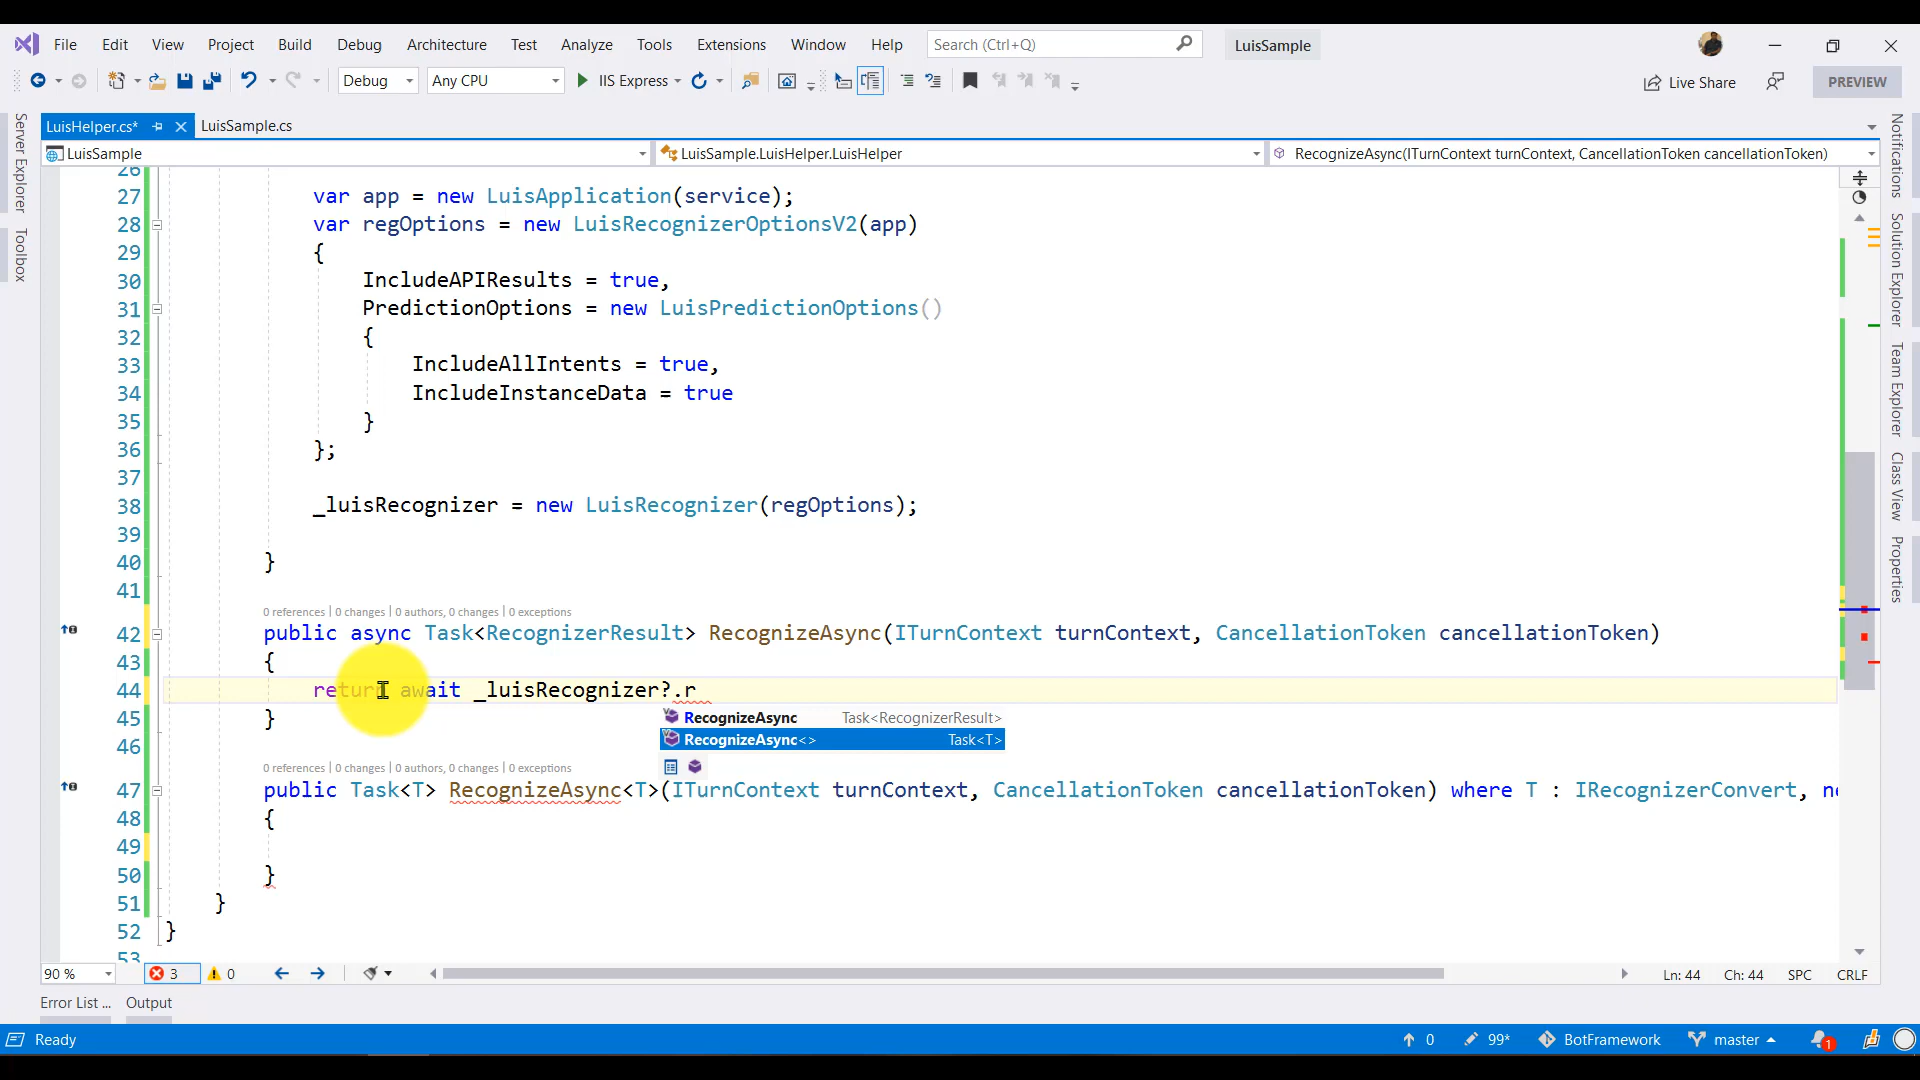 File Edit View Project Build Debug Architecture Test Analyze Tools Extensions Window Help Search (Ctrl+Q) LuisSample
Debug Any CPU IIS Express Live Share PREVIEW
LuisHelper.cs* LuisSample.cs
LuisSample LuisSample.LuisHelper.LuisHelper RecognizeAsync(ITurnContext turnContext, CancellationToken cancellationToken)
Server Explorer
Toolbox
Notifications
Solution Explorer
Team Explorer
Class View
Properties
26
27 var app = new LuisApplication(service);
28 var regOptions = new LuisRecognizerOptionsV2(app)
29 {
30 IncludeAPIResults = true,
31 PredictionOptions = new LuisPredictionOptions()
32 {
33 IncludeAllIntents = true,
34 IncludeInstanceData = true
35 }
36 };
37
38 _luisRecognizer = new LuisRecognizer(regOptions);
39
40 }
41
0 references | 0 changes | 0 authors, 0 changes | 0 exceptions
42 public async Task<RecognizerResult> RecognizeAsync(ITurnContext turnContext, CancellationToken cancellationToken)
43 {
44 return await _luisRecognizer?.r
RecognizeAsync Task<RecognizerResult>
RecognizeAsync<> Task<T>
45 }
46
0 references | 0 changes | 0 authors, 0 changes | 0 exceptions
47 public Task<T> RecognizeAsync<T>(ITurnContext turnContext, CancellationToken cancellationToken) where T : IRecognizerConvert, ne
48 {
49
50 }
51 }
52 }
53
90 % 3 0 Ln: 44 Ch: 44 SPC CRLF
Error List ... Output
Ready 0 99* BotFramework master 1